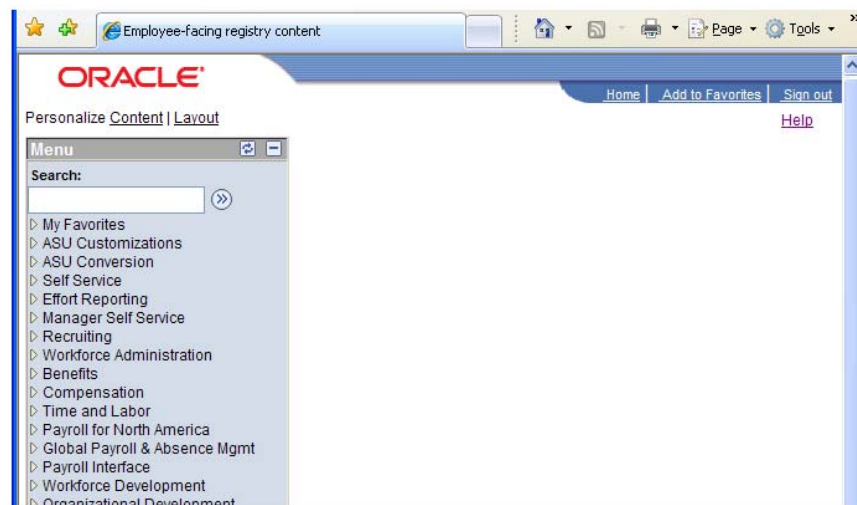 Employee-facing registry content
Page
Tools
»
ORACLE'
Home | Add to Favorites | Sign out
Personalize Content | Layout
Help
Menu
Search:
My Favorites
ASU Customizations
ASU Conversion
Self Service
Effort Reporting
Manager Self Service
Recruiting
Workforce Administration
Benefits
Compensation
Time and Labor
Payroll for North America
Global Payroll & Absence Mgmt
Payroll Interface
Workforce Development
Organizational Development